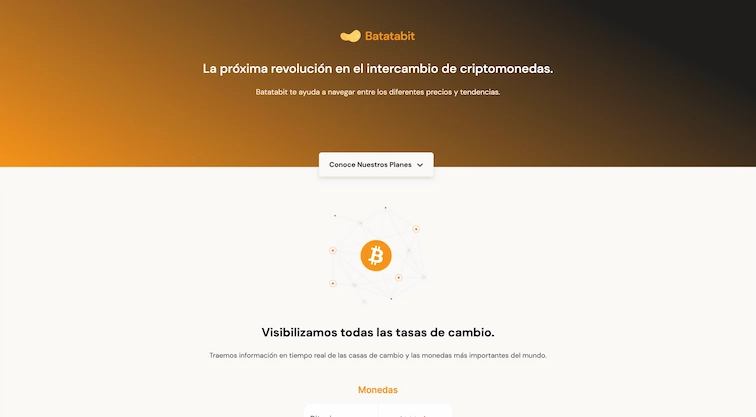 Batatabit
La próxima revolución en el intercambio de criptomonedas.
Batatabit te ayuda a navegar entre los diferentes precios y tendencias.
Conoce Nuestros Planes
Visibilizamos todas las tasas de cambio.
Traemos información en tiempo real de las casas de cambio y las monedas más importantes del mundo.
Monedas